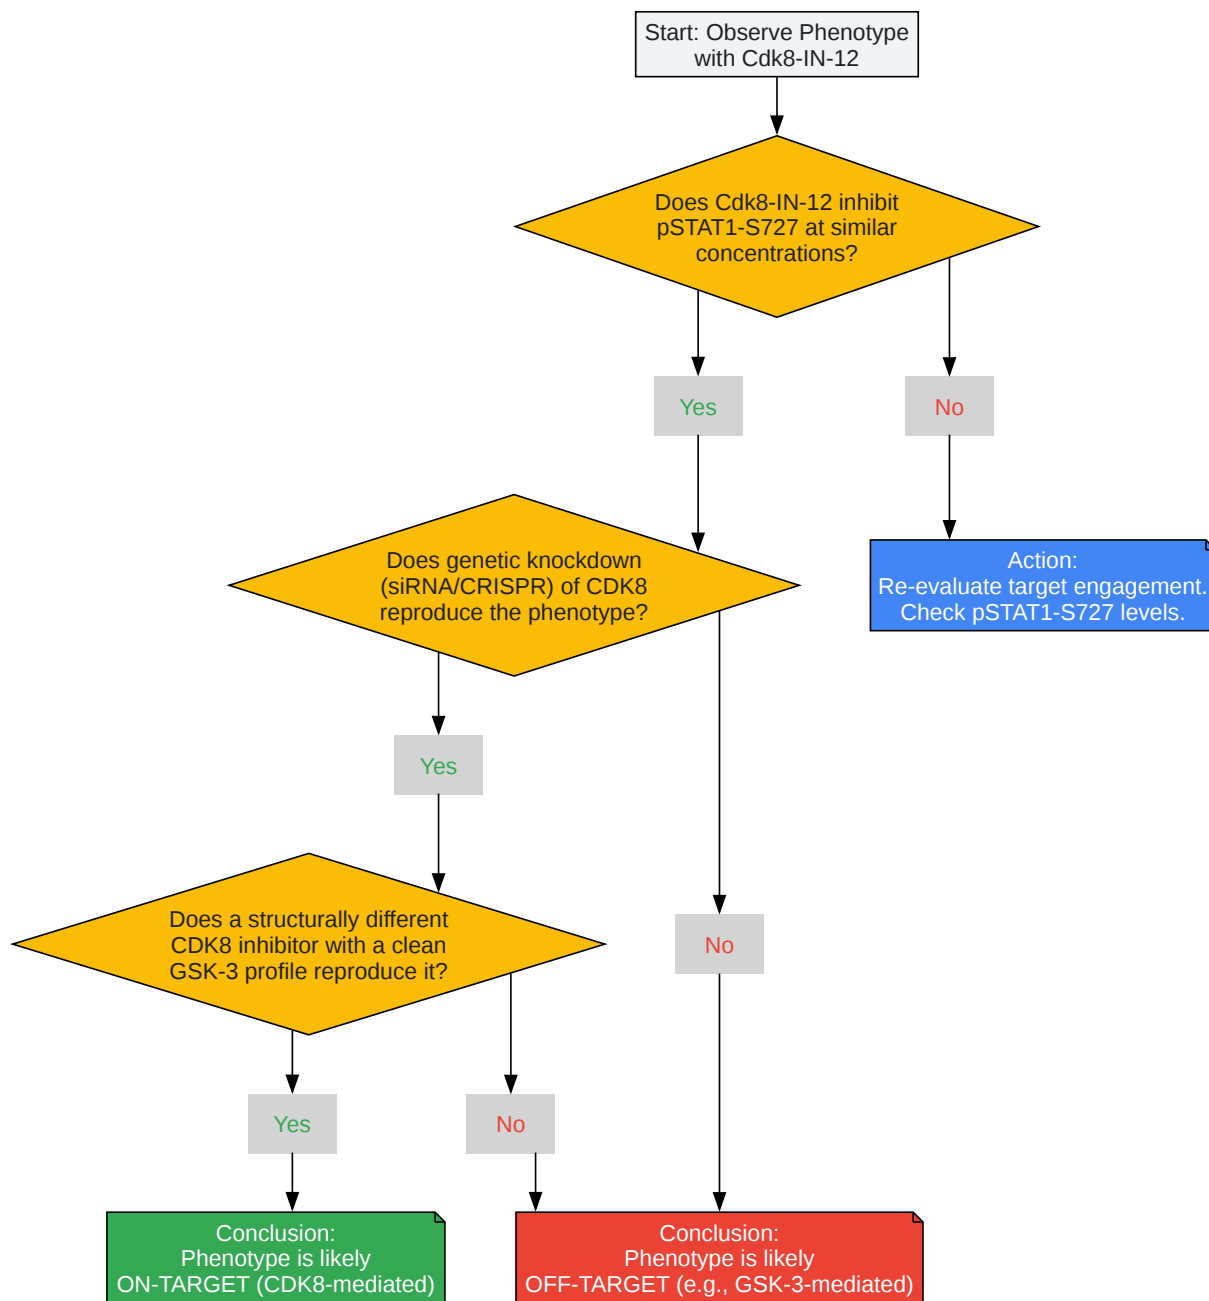 Start: Observe Phenotype
with Cdk8-IN-12
Does Cdk8-IN-12 inhibit
pSTAT1-S727 at similar
concentrations?
Yes
No
Does genetic knockdown
(siRNA/CRISPR) of CDK8
reproduce the phenotype?
Action:
Re-evaluate target engagement.
Check pSTAT1-S727 levels.
Yes
Does a structurally different
CDK8 inhibitor with a clean
GSK-3 profile reproduce it?
No
Yes
No
Conclusion:
Phenotype is likely
ON-TARGET (CDK8-mediated)
Conclusion:
Phenotype is likely
OFF-TARGET (e.g., GSK-3-mediated)